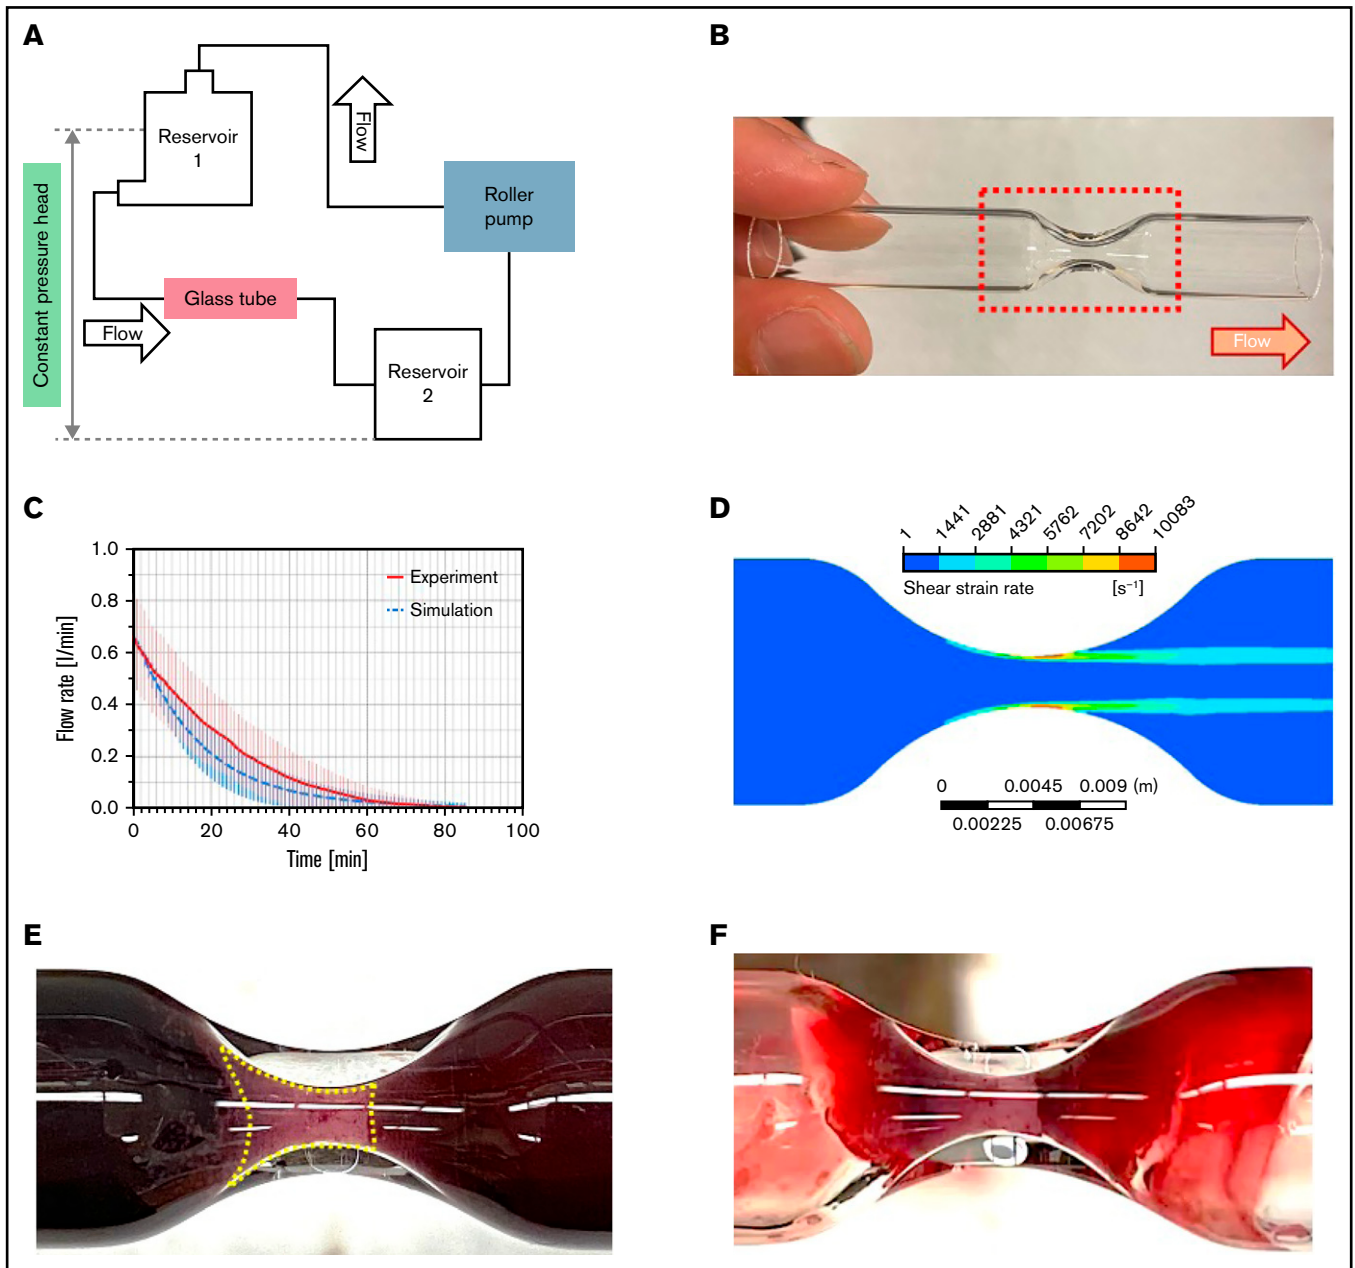 A
Reservoir
1
Flow
Roller
pump
Constant pressure head
Glass tube
Flow
Reservoir
2
B
Flow
C
1.0
0.8
0.6
0.4
0.2
0.0
Flow rate [l/min]
Experiment
Simulation
0 20 40 60 80 100
Time [min]
D
1 1441 2881 4321 5762 7202 8642 10083
Shear strain rate [s⁻¹]
0 0.0045 0.009 (m)
0.00225 0.00675
E
F